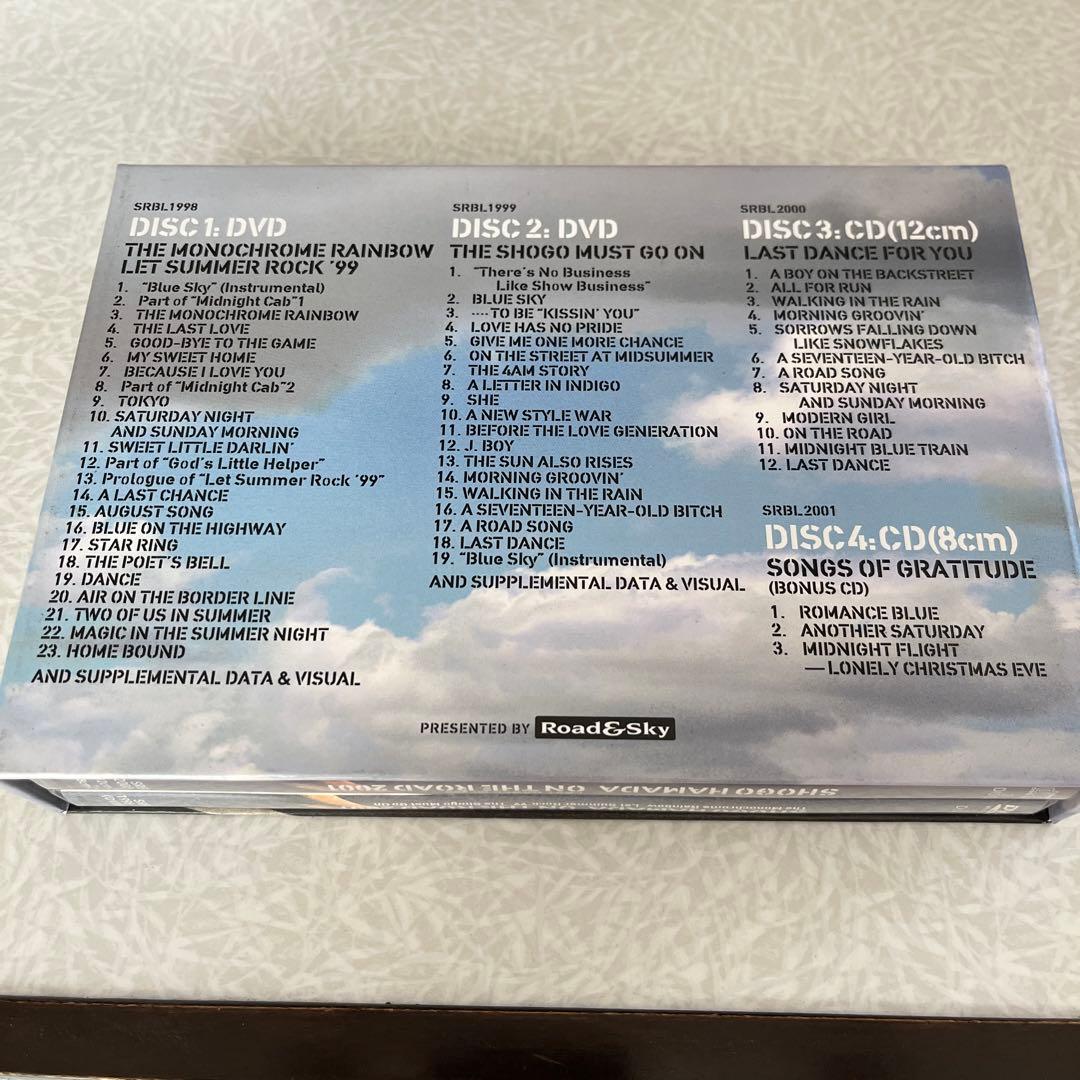 SRBL1998
DISC 1: DVD
THE MONOCHROME RAINBOW
LET SUMMER ROCK '99
1. "Blue Sky" (Instrumental)
2. Part of "Midnight Cab"1
3. THE MONOCHROME RAINBOW
4. THE LAST LOVE
5. GOOD-BYE TO THE GAME
6. MY SWEET HOME
7. BECAUSE I LOVE YOU
8. Part of "Midnight Cab"2
9. TOKYO
10. SATURDAY NIGHT
AND SUNDAY MORNING
11. SWEET LITTLE DARLIN'
12. Part of "God's Little Helper"
13. Prologue of "Let Summer Rock '99"
14. A LAST CHANCE
15. AUGUST SONG
16. BLUE ON THE HIGHWAY
17. STAR RING
18. THE POET'S BELL
19. DANCE
20. AIR ON THE BORDER LINE
21. TWO OF US IN SUMMER
22. MAGIC IN THE SUMMER NIGHT
23. HOME BOUND
AND SUPPLEMENTAL DATA & VISUAL
SRBL1999
DISC 2: DVD
THE SHOGO MUST GO ON
1. "There's No Business
Like Show Business"
2. BLUE SKY
3. ----TO BE "KISSIN' YOU"
4. LOVE HAS NO PRIDE
5. GIVE ME ONE MORE CHANCE
6. ON THE STREET AT MIDSUMMER
7. THE 4AM STORY
8. A LETTER IN INDIGO
9. SHE
10. A NEW STYLE WAR
11. BEFORE THE LOVE GENERATION
12. J. BOY
13. THE SUN ALSO RISES
14. MORNING GROOVIN'
15. WALKING IN THE RAIN
16. A SEVENTEEN-YEAR-OLD BITCH
17. A ROAD SONG
18. LAST DANCE
19. "Blue Sky" (Instrumental)
AND SUPPLEMENTAL DATA & VISUAL
SRBL2000
DISC 3: CD(12cm)
LAST DANCE FOR YOU
1. A BOY ON THE BACKSTREET
2. ALL FOR RUN
3. WALKING IN THE RAIN
4. MORNING GROOVIN'
5. SORROWS FALLING DOWN
LIKE SNOWFLAKES
6. A SEVENTEEN-YEAR-OLD BITCH
7. A ROAD SONG
8. SATURDAY NIGHT
AND SUNDAY MORNING
9. MODERN GIRL
10. ON THE ROAD
11. MIDNIGHT BLUE TRAIN
12. LAST DANCE
SRBL2001
DISC 4: CD(8cm)
SONGS OF GRATITUDE
(BONUS CD)
1. ROMANCE BLUE
2. ANOTHER SATURDAY
3. MIDNIGHT FLIGHT
—LONELY CHRISTMAS EVE
PRESENTED BY Road&Sky
SHOGO HAMADA ON THE ROAD 2001